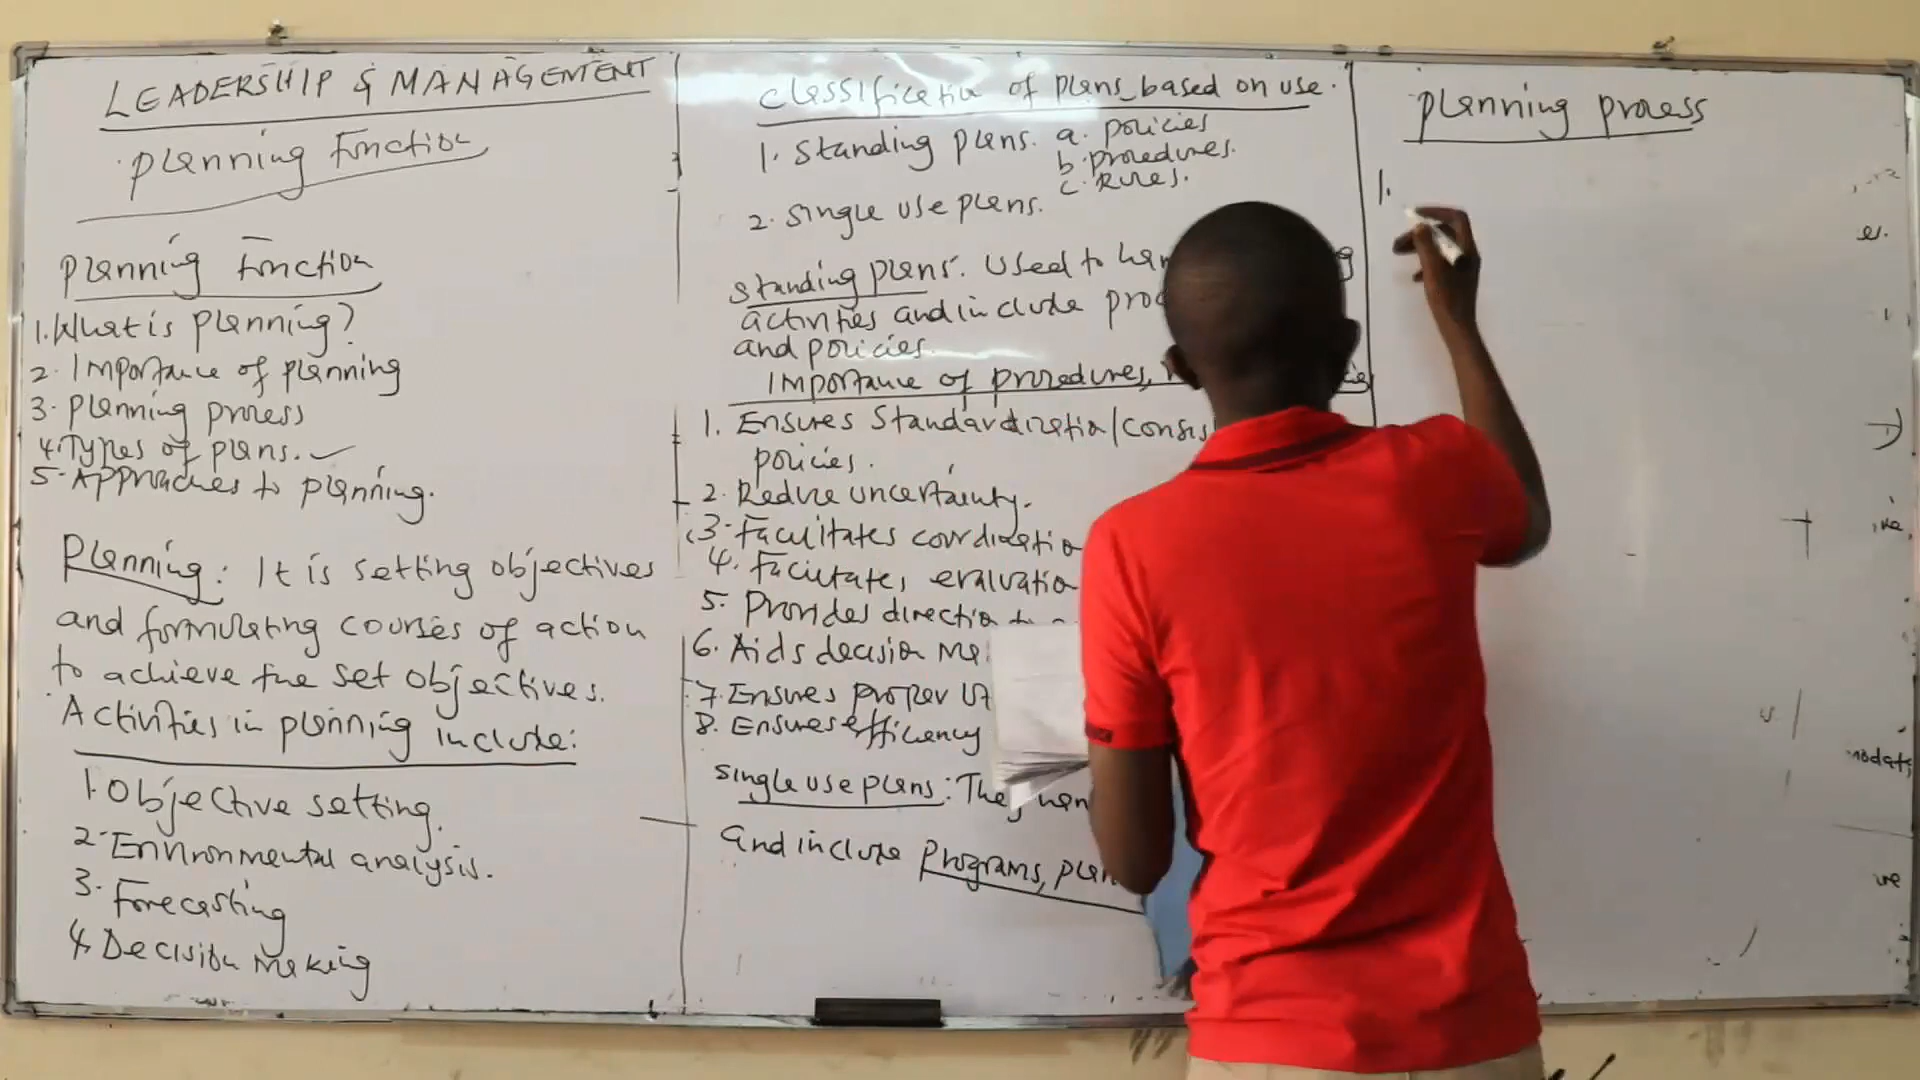 LEADERSHIP & MANAGEMENT
Planning Function
Planning Function
1. What is planning?
2. Importance of planning
3. Planning process
4. Types of plans. ✓
5. Approaches to planning.
Planning: It is setting objectives
and formulating courses of action
to achieve the set objectives.
Activities in planning include:
1. Objective setting.
2. Environmental analysis.
3. Forecasting
4. Decision making
Classification of plans based on use.
1. Standing plans. a. policies
b. procedures.
c. Rules.
2. Single use plans.
Standing plans. Used to
activities and include
and policies.
Importance of procedures,
1. Ensures Standardization/
policies.
2. Reduce uncertainty.
3. Facilitates coordination
4. Facilitates evaluation
5. Provides direction
6. Aids decision
7. Ensures proper
8. Ensures efficiency
Single use plans: They
and include Programs,
Planning process
1.